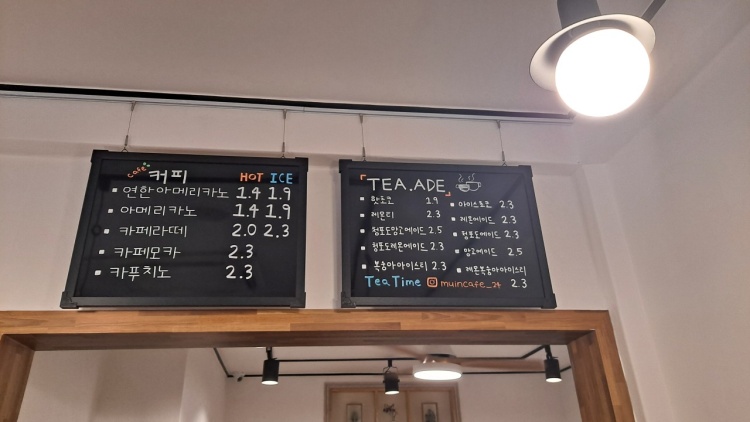 cafe 커피 HOT ICE
연한아메리카노 1.4 1.9
아메리카노 1.4 1.9
카페라떼 2.0 2.3
카페모카 2.3
카푸치노 2.3
「TEA.ADE」
핫초코 1.9
레몬티 2.3
청포도망고에이드 2.5
청포도레몬에이드 2.3
복숭아아이스티 2.3
아이스초코 2.3
레몬에이드 2.3
청포도에이드 2.3
망고에이드 2.5
레몬복숭아아이스티 2.3
Tea Time muincafe_24